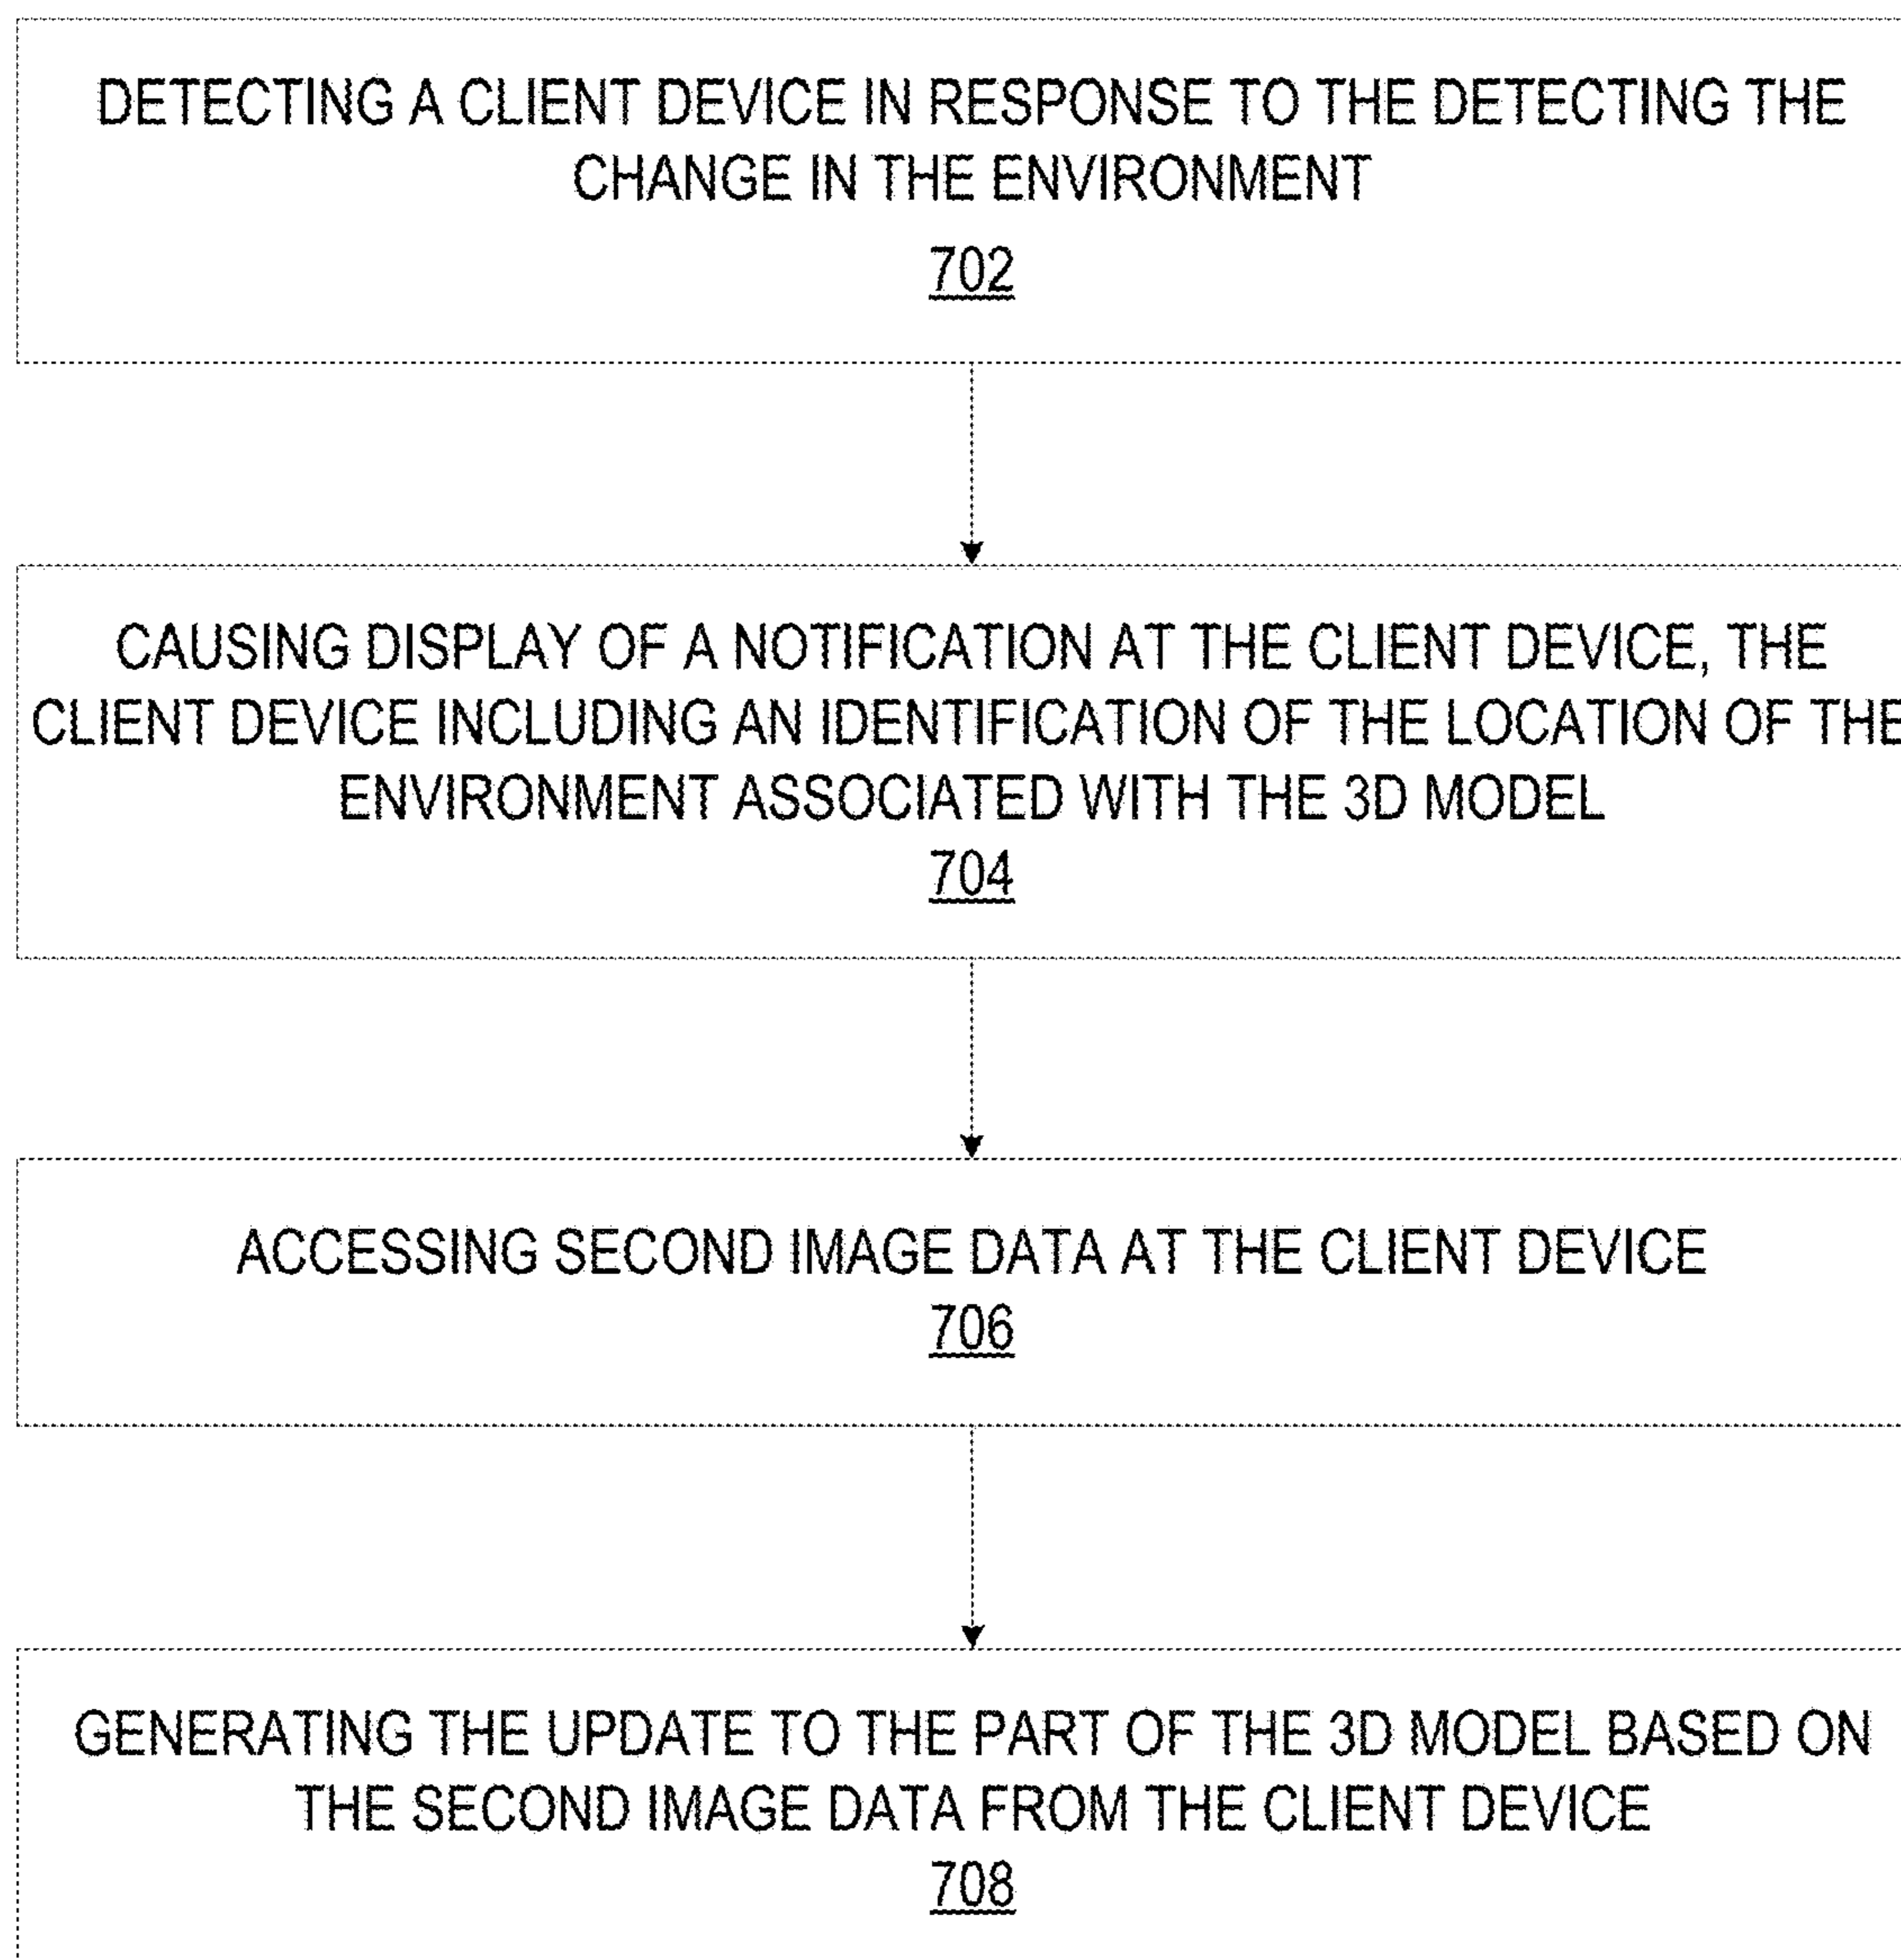 DETECTING A CLIENT DEVICE IN RESPONSE TO THE DETECTING THE
CHANGE IN THE ENVIRONMENT
702
CAUSING DISPLAY OF A NOTIFICATION AT THE CLIENT DEVICE, THE
CLIENT DEVICE INCLUDING AN IDENTIFICATION OF THE LOCATION OF THE
ENVIRONMENT ASSOCIATED WITH THE 3D MODEL
704
ACCESSING SECOND IMAGE DATA AT THE CLIENT DEVICE
706
GENERATING THE UPDATE TO THE PART OF THE 3D MODEL BASED ON
THE SECOND IMAGE DATA FROM THE CLIENT DEVICE
708